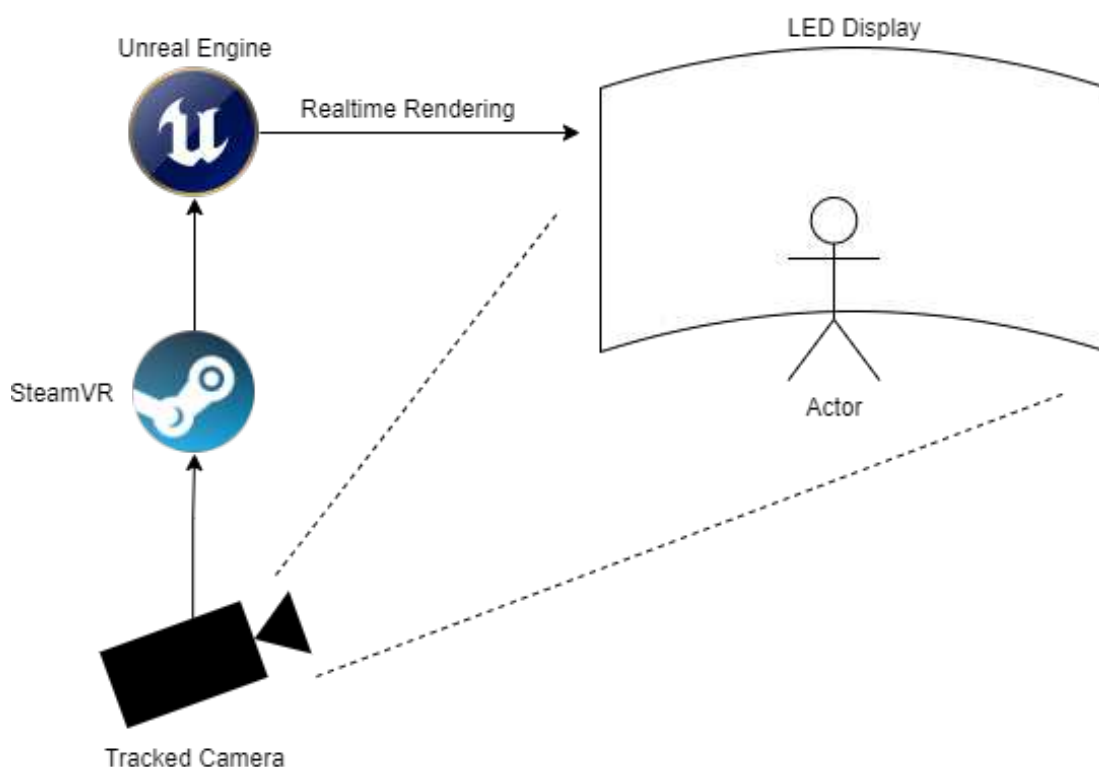 LED Display
Unreal Engine
Realtime Rendering
SteamVR
Actor
Tracked Camera